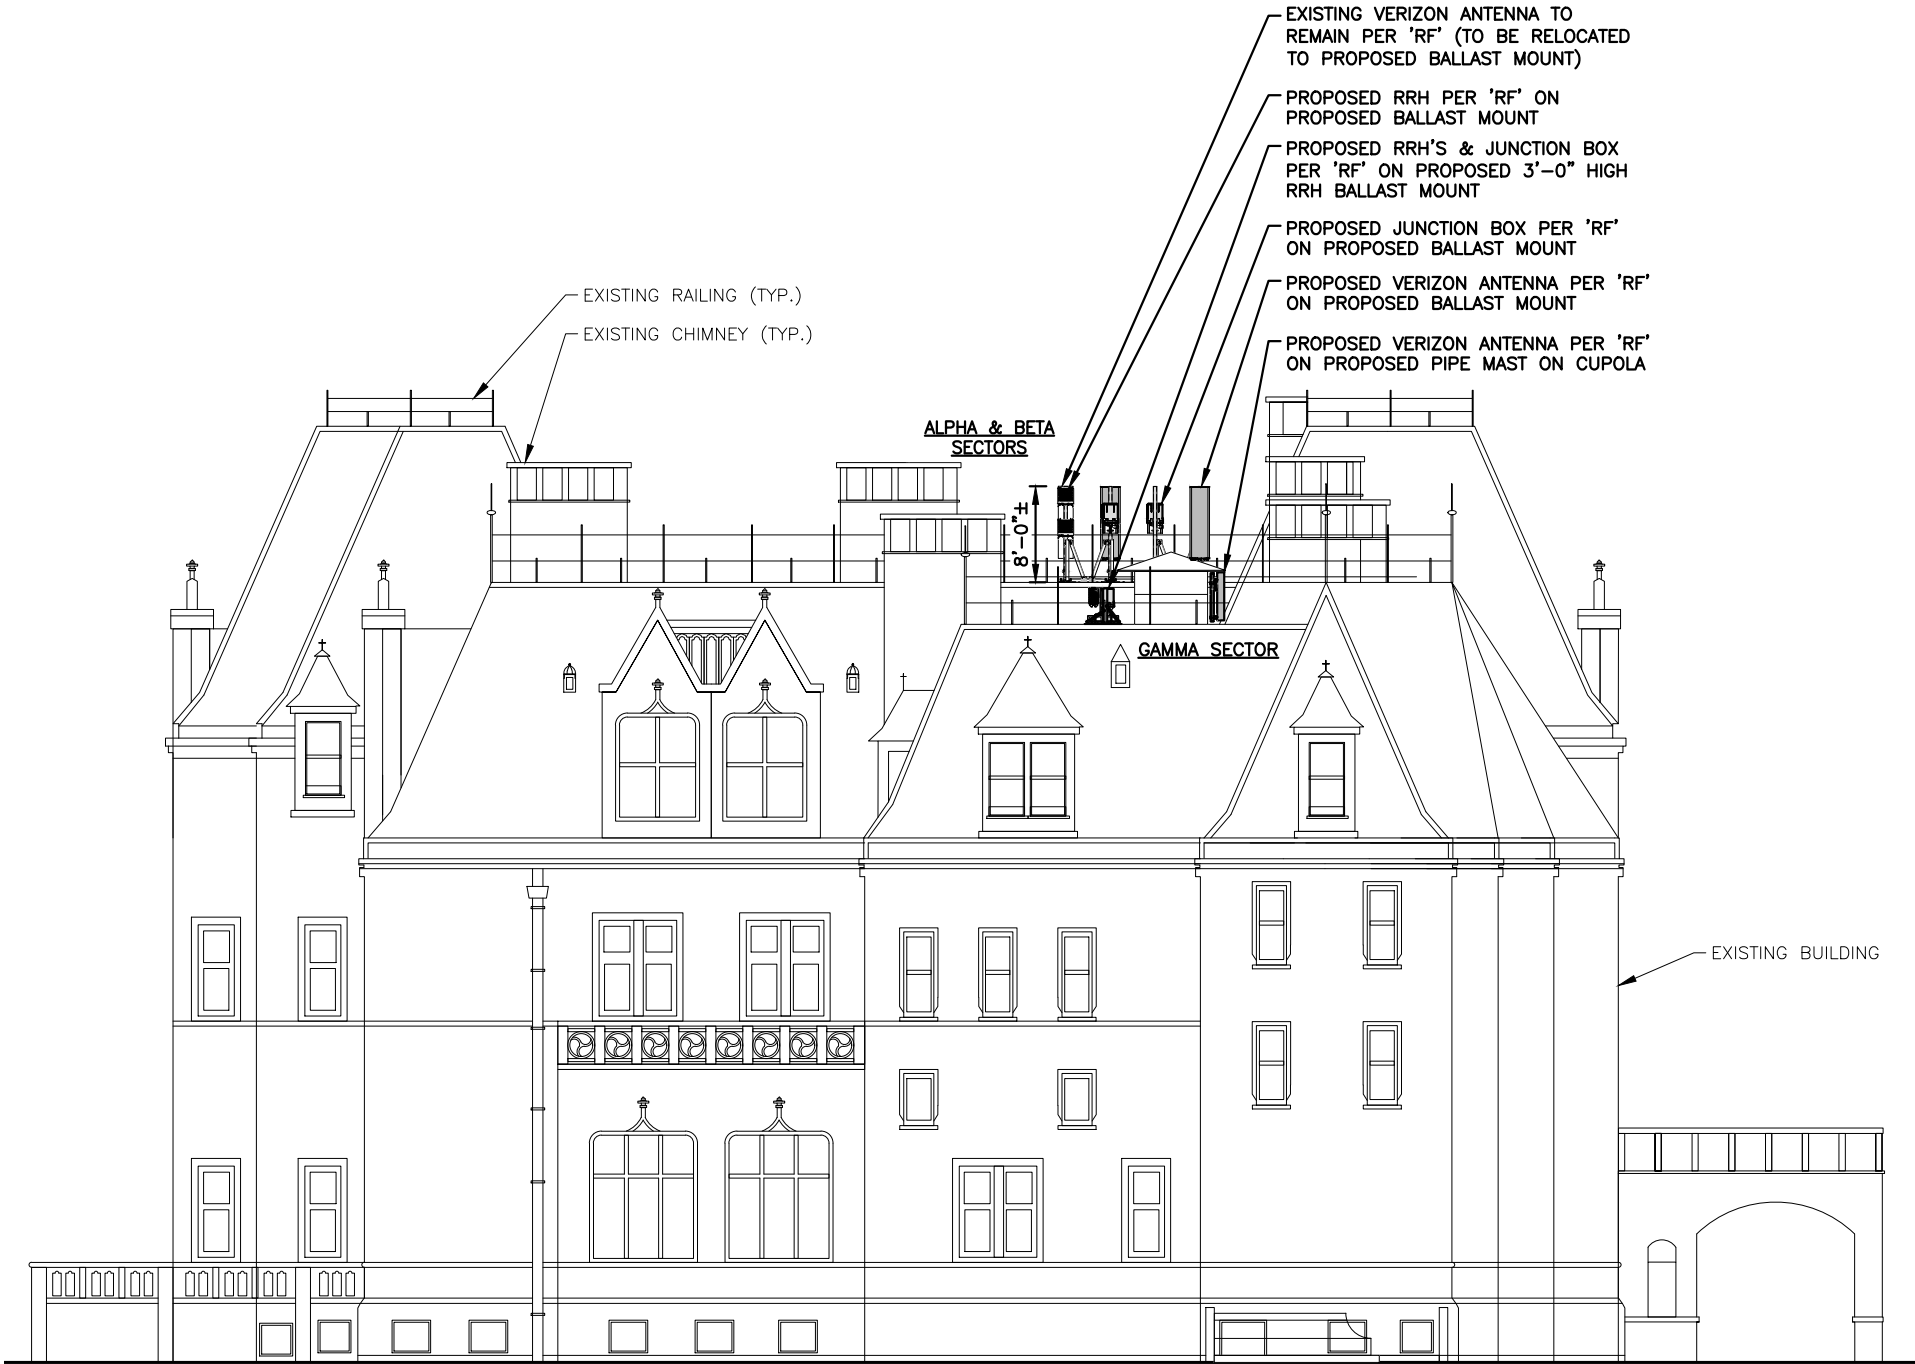 EXISTING VERIZON ANTENNA TO
REMAIN PER 'RF' (TO BE RELOCATED
TO PROPOSED BALLAST MOUNT)
PROPOSED RRH PER 'RF' ON
PROPOSED BALLAST MOUNT
PROPOSED RRH'S & JUNCTION BOX
PER 'RF' ON PROPOSED 3'-0" HIGH
RRH BALLAST MOUNT
PROPOSED JUNCTION BOX PER 'RF'
ON PROPOSED BALLAST MOUNT
PROPOSED VERIZON ANTENNA PER 'RF'
ON PROPOSED BALLAST MOUNT
PROPOSED VERIZON ANTENNA PER 'RF'
ON PROPOSED PIPE MAST ON CUPOLA
EXISTING RAILING (TYP.)
EXISTING CHIMNEY (TYP.)
ALPHA & BETA
SECTORS
8'-0"±
GAMMA SECTOR
EXISTING BUILDING